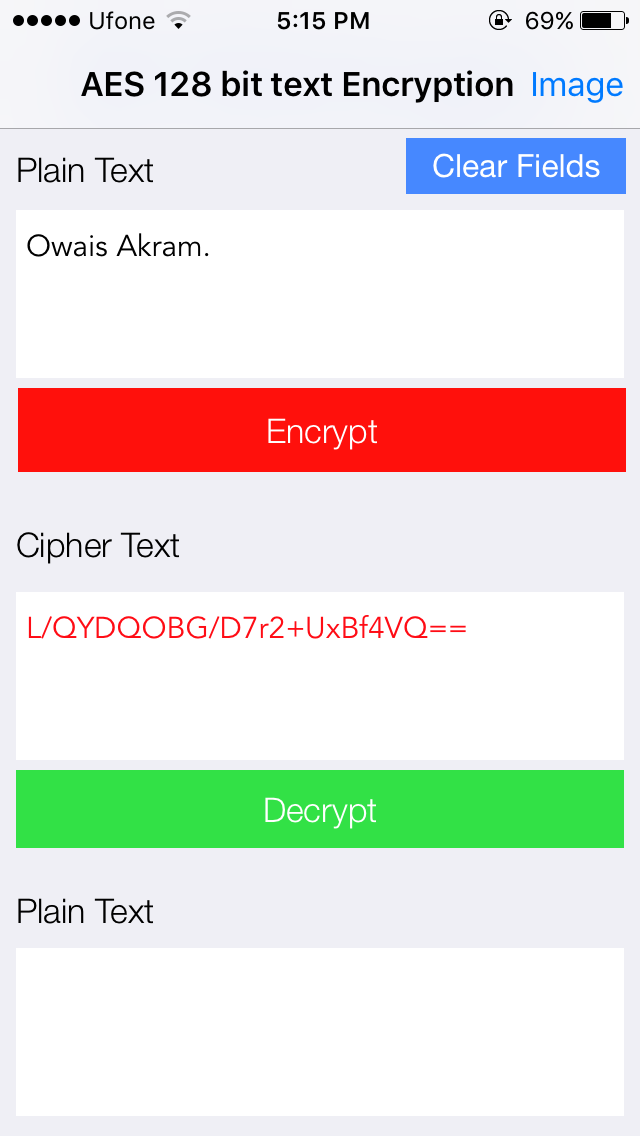 Ufone 5:15 PM 69%
AES 128 bit text Encryption Image
Plain Text Clear Fields
Owais Akram.
Encrypt
Cipher Text
L/QYDQOBG/D7r2+UxBf4VQ==
Decrypt
Plain Text